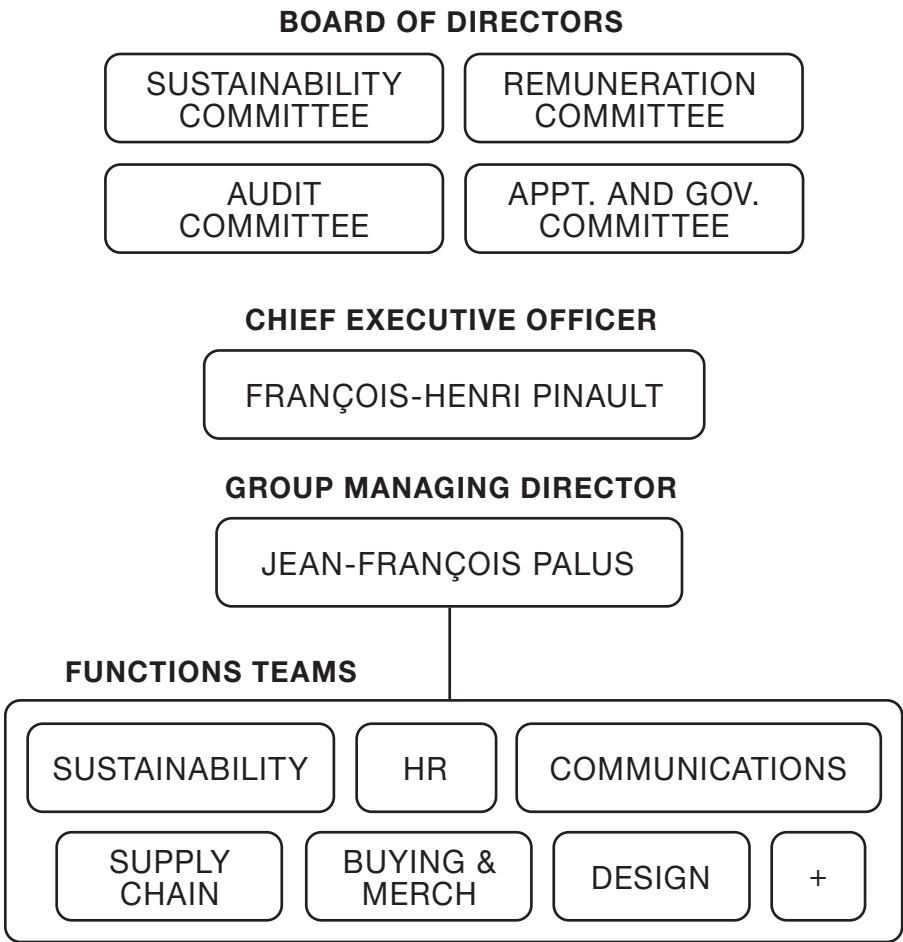 BOARD OF DIRECTORS
SUSTAINABILITY
COMMITTEE
REMUNERATION
COMMITTEE
AUDIT
COMMITTEE
APPT. AND GOV.
COMMITTEE
CHIEF EXECUTIVE OFFICER
FRANÇOIS-HENRI PINAULT
GROUP MANAGING DIRECTOR
JEAN-FRANÇOIS PALUS
FUNCTIONS TEAMS
SUSTAINABILITY
HR
COMMUNICATIONS
SUPPLY
CHAIN
BUYING &
MERCH
DESIGN
+